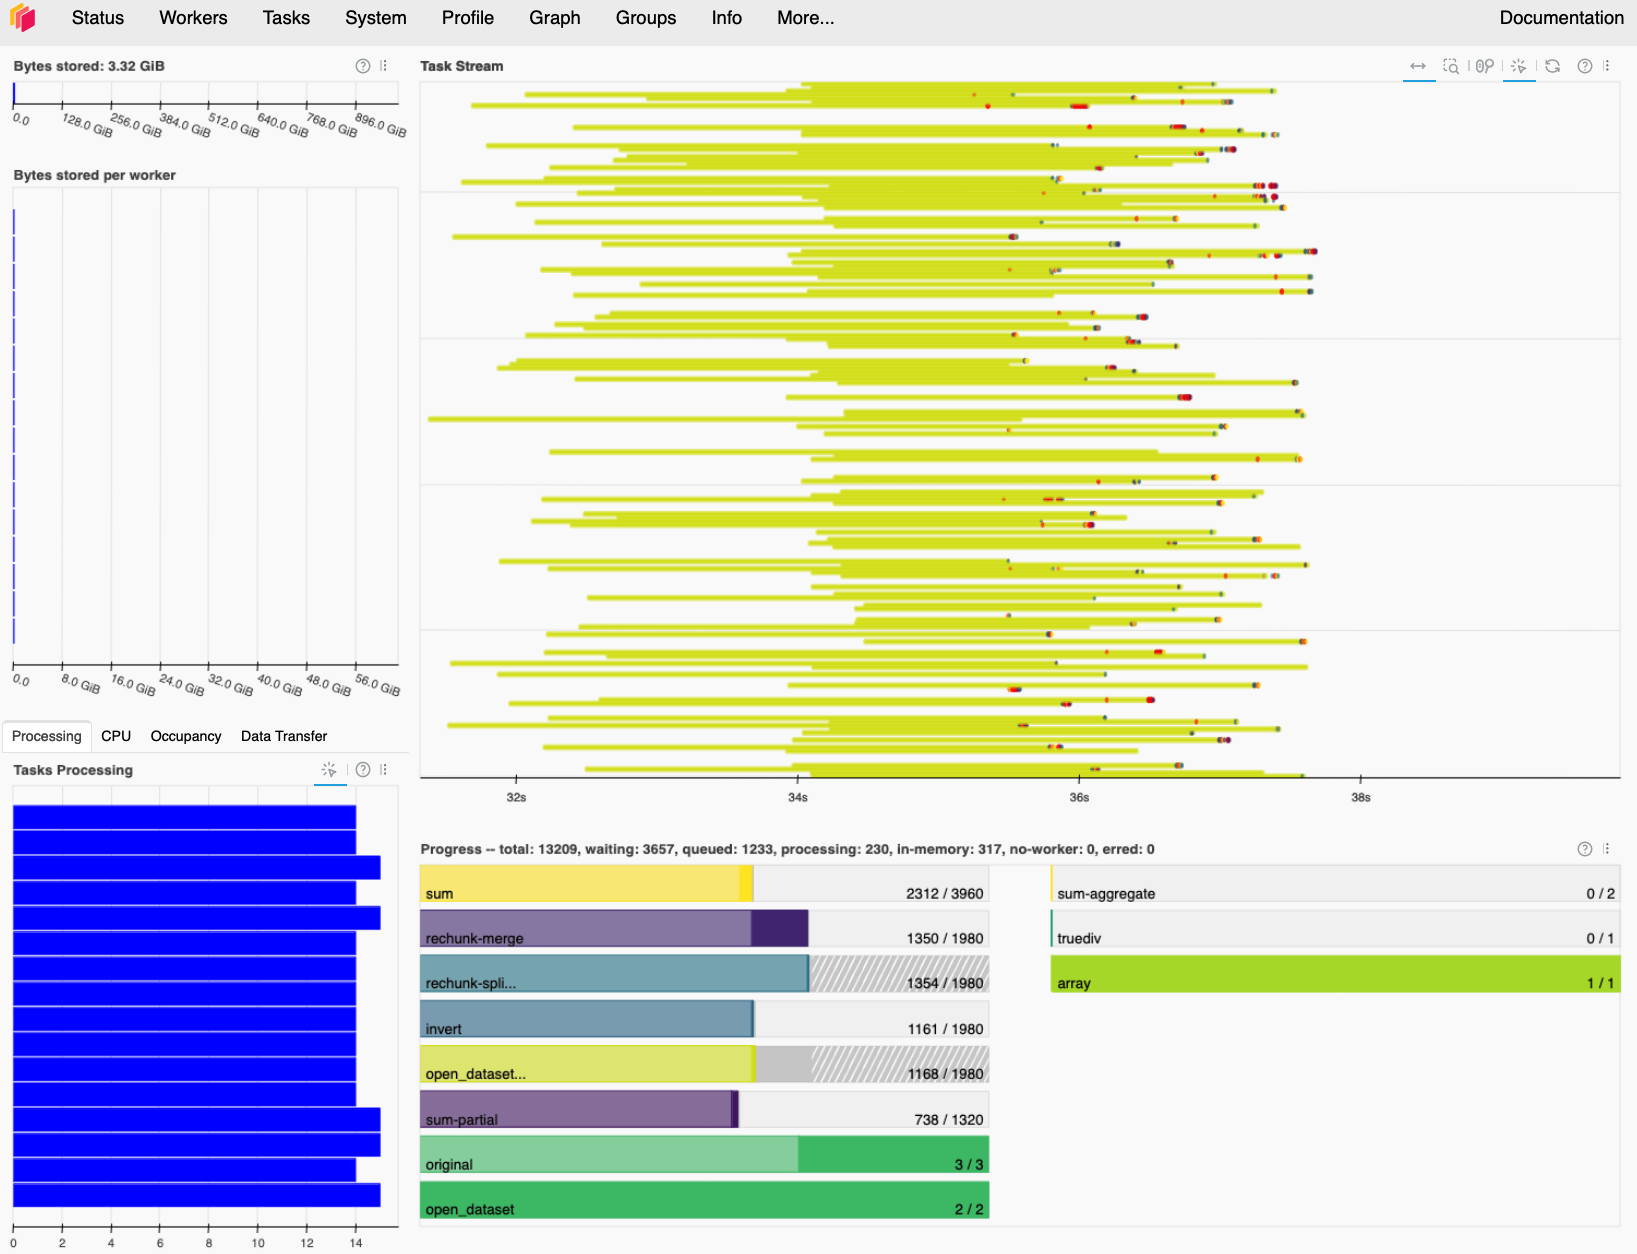 Status Workers Tasks System Profile Graph Groups Info More... Documentation
Bytes stored: 3.32 GiB
0.0 128.0 GiB 256.0 GiB 384.0 GiB 512.0 GiB 640.0 GiB 768.0 GiB 896.0 GiB
Bytes stored per worker
0.0 8.0 GiB 16.0 GiB 24.0 GiB 32.0 GiB 40.0 GiB 48.0 GiB 56.0 GiB
Processing CPU Occupancy Data Transfer
Tasks Processing
0 2 4 6 8 10 12 14
Task Stream
32s 34s 36s 38s
Progress -- total: 13209, waiting: 3657, queued: 1233, processing: 230, in-memory: 317, no-worker: 0, erred: 0
sum 2312 / 3960
rechunk-merge 1350 / 1980
rechunk-spli... 1354 / 1980
invert 1161 / 1980
open_dataset... 1168 / 1980
sum-partial 738 / 1320
original 3 / 3
open_dataset 2 / 2
sum-aggregate 0 / 2
truediv 0 / 1
array 1 / 1